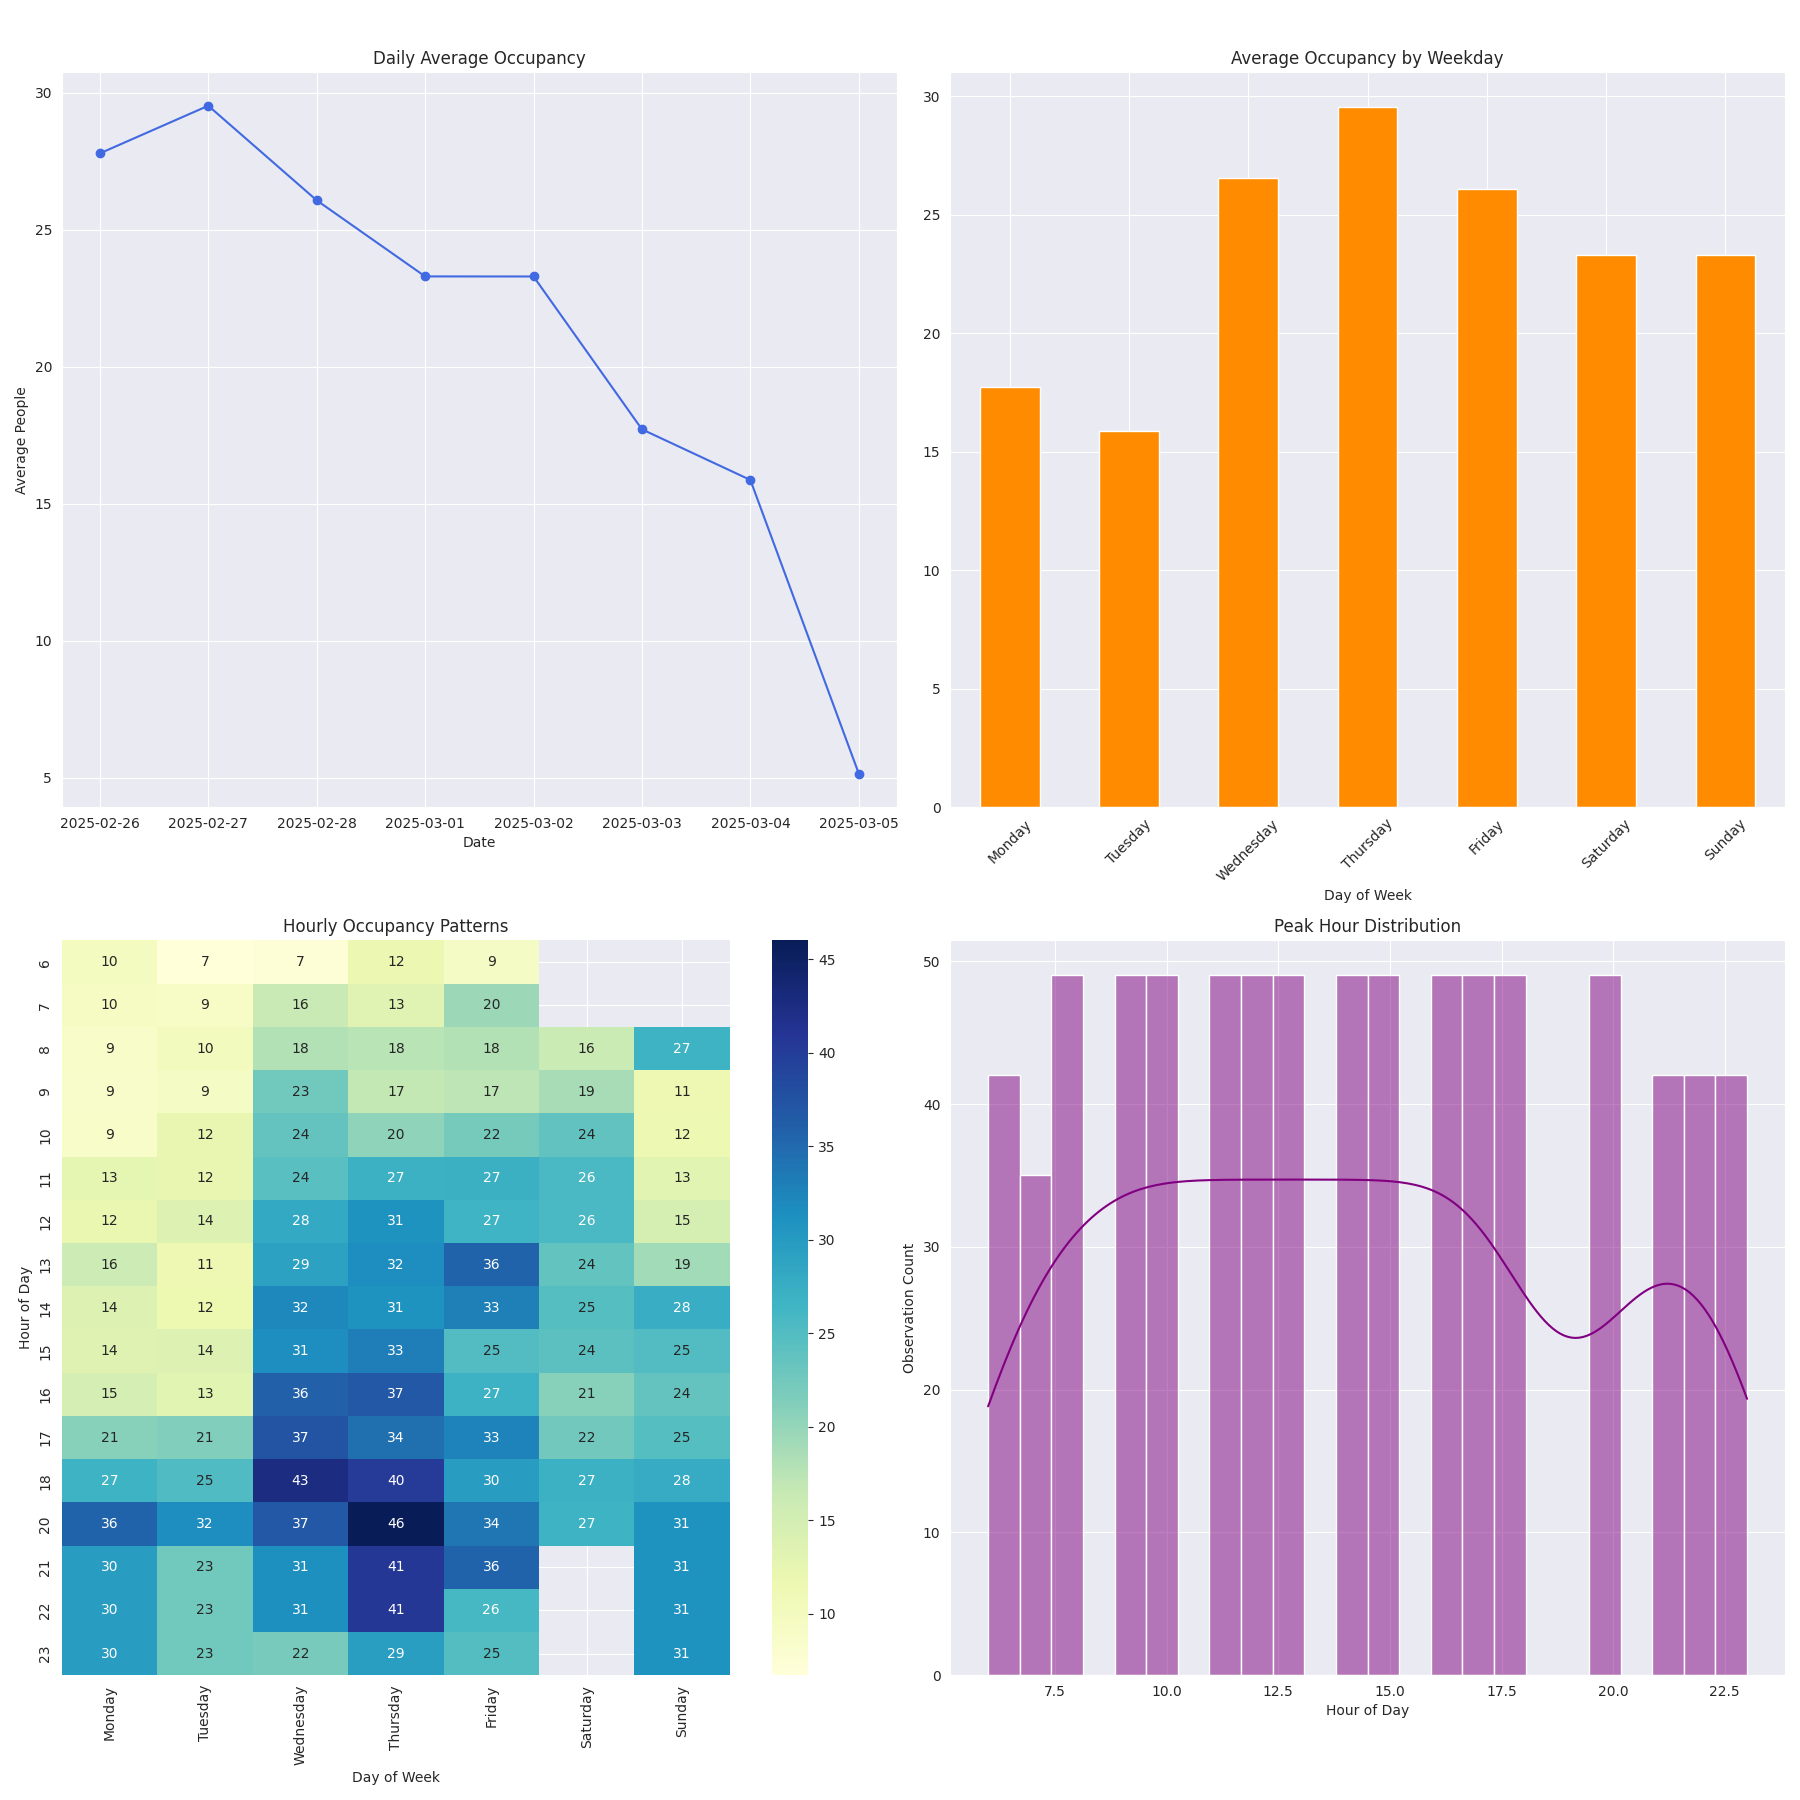 Daily Average Occupancy
30
25
20
15
10
5
Average People
2025-02-26 2025-02-27 2025-02-28 2025-03-01 2025-03-02 2025-03-03 2025-03-04 2025-03-05
Date
Average Occupancy by Weekday
30
25
20
15
10
5
0
Monday Tuesday Wednesday Thursday Friday Saturday Sunday
Day of Week
Hourly Occupancy Patterns
Hour of Day
6 10 7 7 12 9
7 10 9 16 13 20
8 9 10 18 18 18 16 27
9 9 9 23 17 17 19 11
10 9 12 24 20 22 24 12
11 13 12 24 27 27 26 13
12 12 14 28 31 27 26 15
13 16 11 29 32 36 24 19
14 14 12 32 31 33 25 28
15 14 14 31 33 25 24 25
16 15 13 36 37 27 21 24
17 21 21 37 34 33 22 25
18 27 25 43 40 30 27 28
20 36 32 37 46 34 27 31
21 30 23 31 41 36 31
22 30 23 31 41 26 31
23 30 23 22 29 25 31
Monday Tuesday Wednesday Thursday Friday Saturday Sunday
Day of Week
45
40
35
30
25
20
15
10
Peak Hour Distribution
50
40
30
20
10
0
Observation Count
7.5 10.0 12.5 15.0 17.5 20.0 22.5
Hour of Day